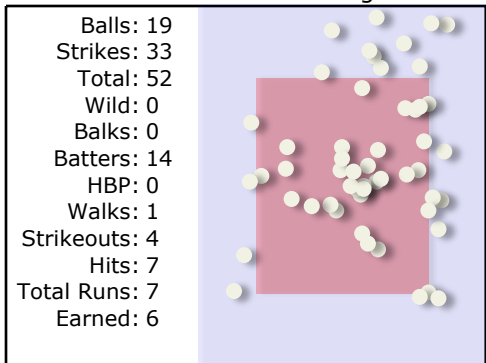 Balls: 19
Strikes: 33
Total: 52
Wild: 0
Balks: 0
Batters: 14
HBP: 0
Walks: 1
Strikeouts: 4
Hits: 7
Total Runs: 7
Earned: 6